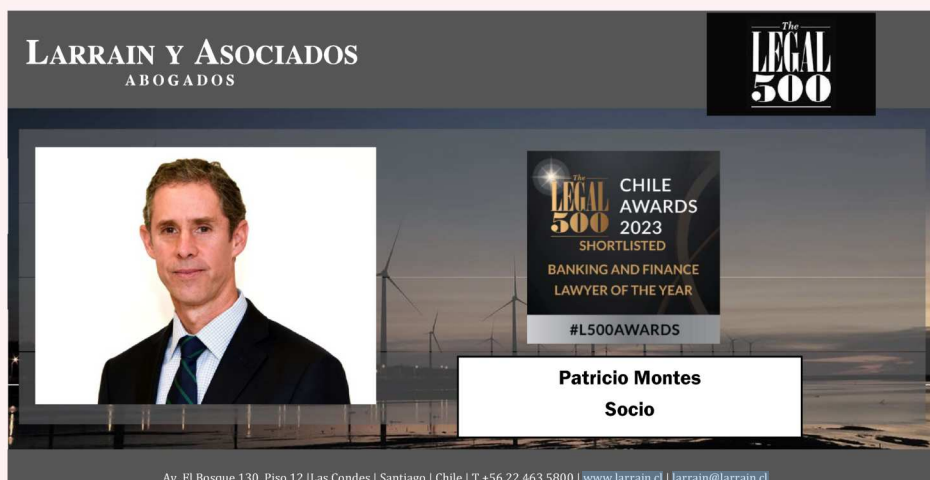 LARRAIN Y ASOCIADOS
ABOGADOS
The
LEGAL
500
The
LEGAL
500
CHILE
AWARDS
2023
SHORTLISTED
BANKING AND FINANCE
LAWYER OF THE YEAR
#L500AWARDS
Patricio Montes
Socio
Av. El Bosque 130, Piso 12 |Las Condes | Santiago | Chile | T +56 22 463 5800 | www.larrain.cl | larrain@larrain.cl